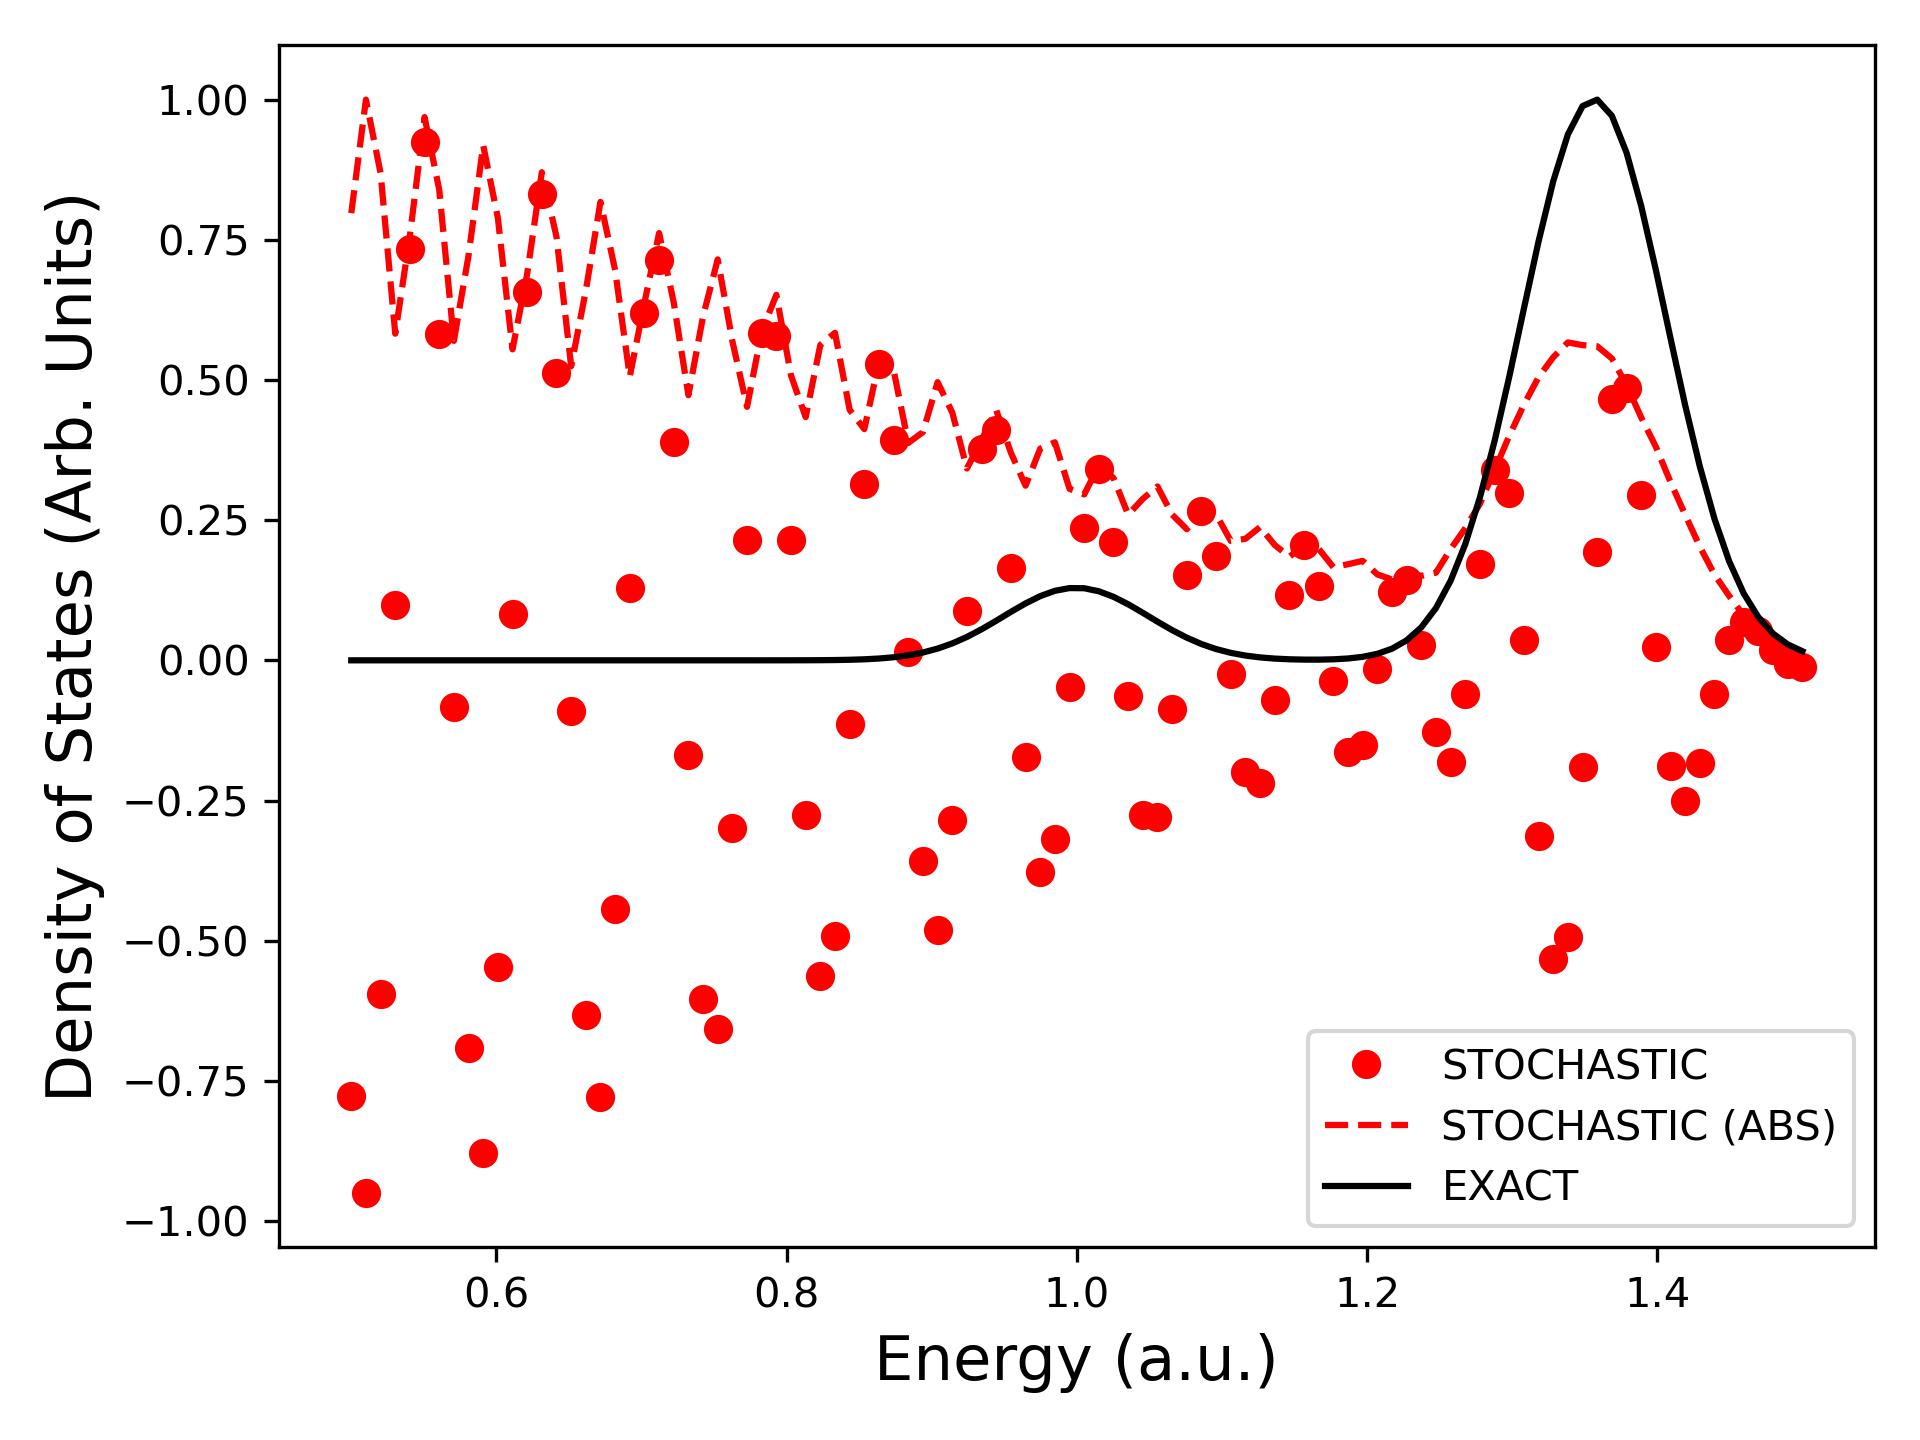 Density of States (Arb. Units)
1.00
0.75
0.50
0.25
0.00
−0.25
−0.50
−0.75
−1.00
0.6
0.8
1.0
1.2
1.4
Energy (a.u.)
STOCHASTIC
STOCHASTIC (ABS)
EXACT